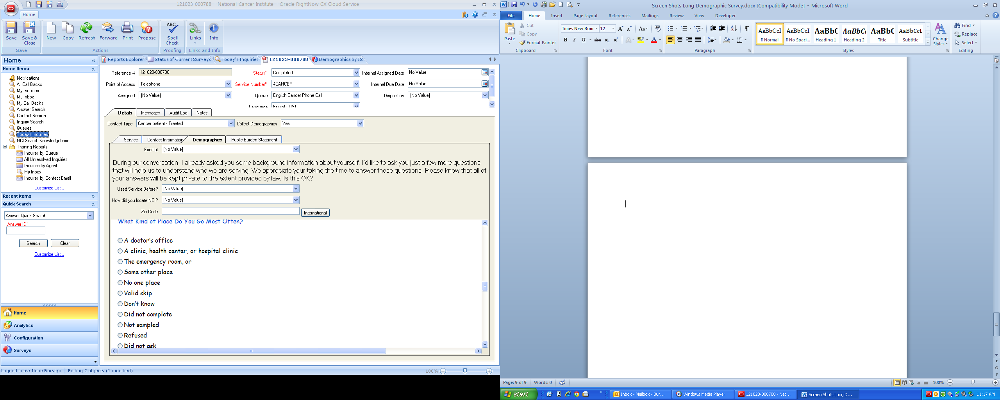 121023-000788 - National Cancer Institute - Oracle RightNow CX Cloud Service
Home
Save
Save & Close
New
Copy
Refresh
Forward
Print
Propose
ABC
Spell Check
Links
Info
Save
Actions
Proofing
Links and Info
Home
Home Items
Notifications
All Call Backs
My Inquiries
My Inbox
My Call Backs
Answer Search
Contact Search
Inquiry Search
Queues
Today's Inquiries
NCI Search Knowledgebase
Training Reports
Inquires by Queue
All Unresolved Inquiries
Inquiries by Agent
My Inbox
Inquires by Contact Email
Customize List...
Recent Items
Quick Search
Answer Quick Search
Answer ID*
Search
Clear
Customize List...
Home
Analytics
Configuration
Surveys
Reports Explorer
Status of Current Surveys
Today's Inquiries
121023-000788
Demographics by IS
Reference # 121023-000788
Status* Completed
Internal Assigned Date No Value
Point of Access Telephone
Service Number* 4CANCER
Internal Due Date No Value
Assigned [No Value]
Queue English Cancer Phone Call
Disposition [No Value]
Language English (US)
Details
Messages
Audit Log
Notes
Contact Type Cancer patient - Treated
Collect Demographics Yes
Service
Contact Information
Demographics
Public Burden Statement
Exempt [No Value]
During our conversation, I already asked you some background information about yourself. I'd like to ask you just a few more questions
that will help us to understand who we are serving. We appreciate your taking the time to answer these questions. Please know that all of
your answers will be kept private to the extent provided by law. Is this OK?
Used Service Before? [No Value]
How did you locate NCI? [No Value]
Zip Code
International
What Kind of Place Do You Go Most Often?
A doctor's office
A clinic, health center, or hospital clinic
The emergency room, or
Some other place
No one place
Valid skip
Don't know
Did not complete
Not sampled
Refused
Did not ask
Logged in as: Ilene Burstyn
Editing 2 objects (1 modified)
100%
Screen Shots Long Demographic Survey.docx [Compatibility Mode] - Microsoft Word
File
Home
Insert
Page Layout
References
Mailings
Review
View
Developer
Paste
Cut
Copy
Format Painter
Clipboard
Times New Rom
12
Font
Paragraph
AaBbCcI
¶ Normal
AaBbCcI
¶ No Spaci...
AaBbC
Heading 1
AaBbCc
Heading 2
AaBbC
Title
AaBbCcI
Subtitle
Change Styles
Styles
Find
Replace
Select
Editing
Page: 9 of 9
Words: 0
100%
start
Inbox - Mailbox - Bur...
Windows Media Player
121023-000788 - Nat...
Screen Shots Long D...
11:17 AM